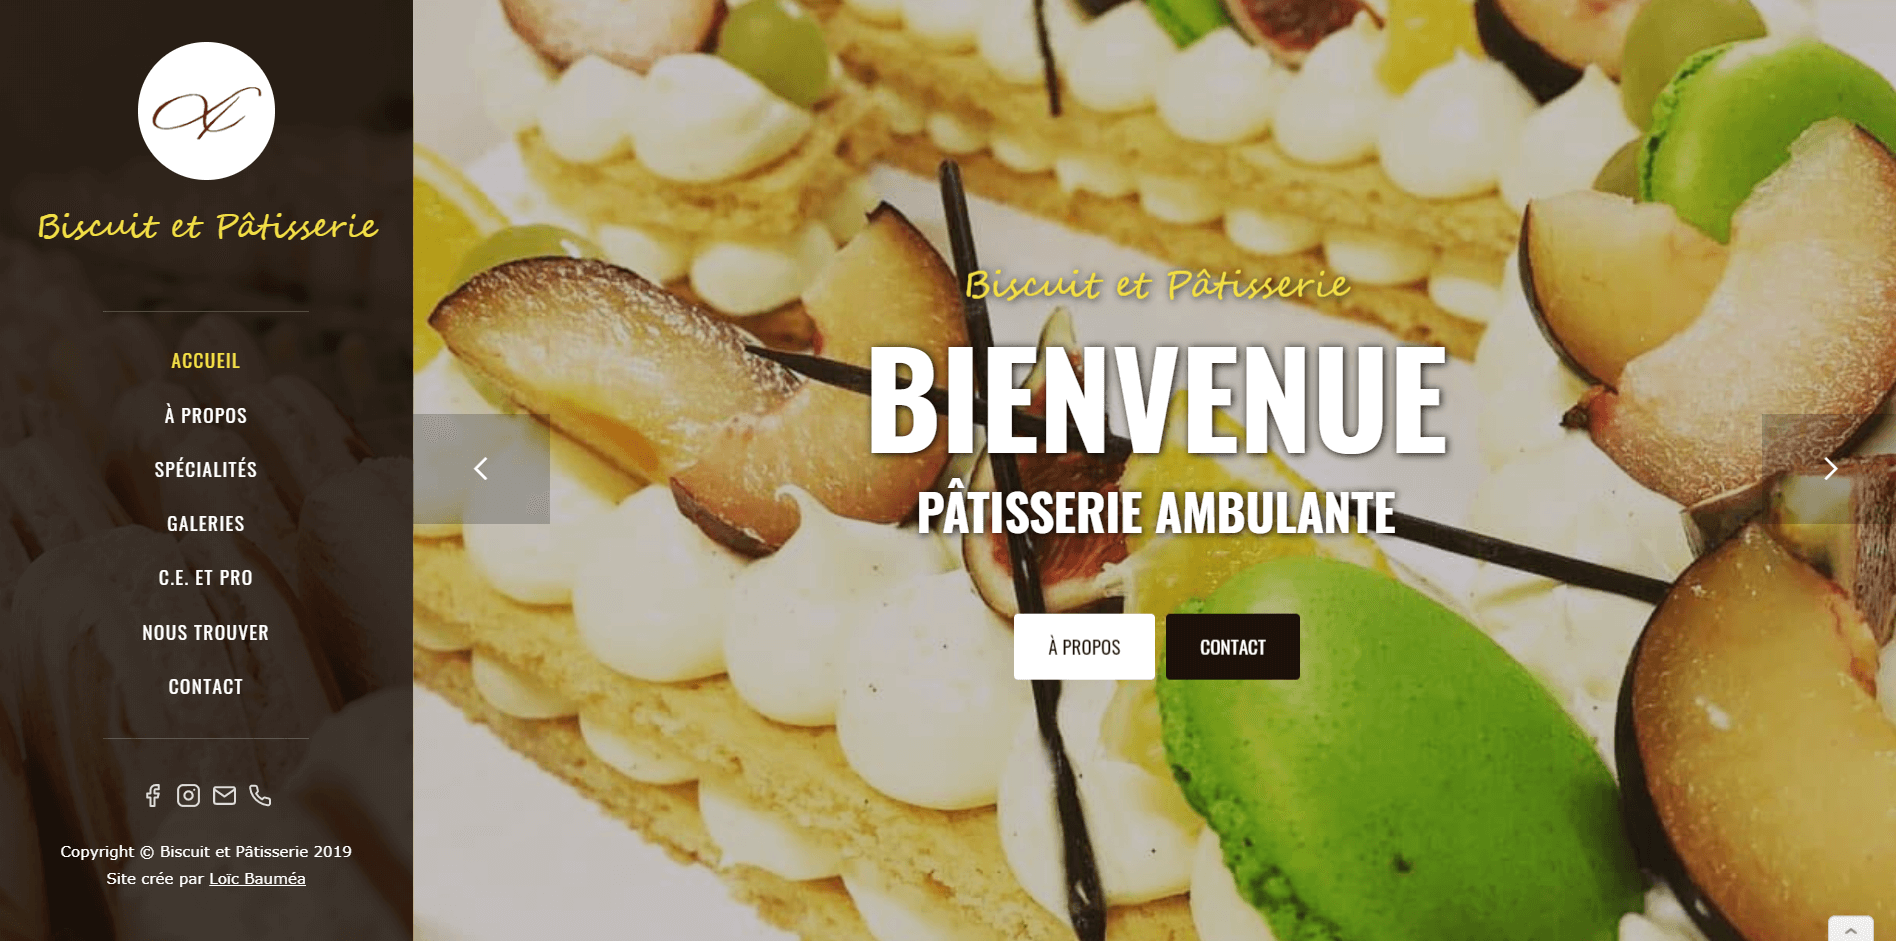 Biscuit et Pâtisserie
ACCUEIL
À PROPOS
SPÉCIALITÉS
GALERIES
C.E. ET PRO
NOUS TROUVER
CONTACT
Copyright © Biscuit et Pâtisserie 2019
Site crée par Loïc Bauméa
Biscuit et Pâtisserie
BIENVENUE
PÂTISSERIE AMBULANTE
À PROPOS
CONTACT